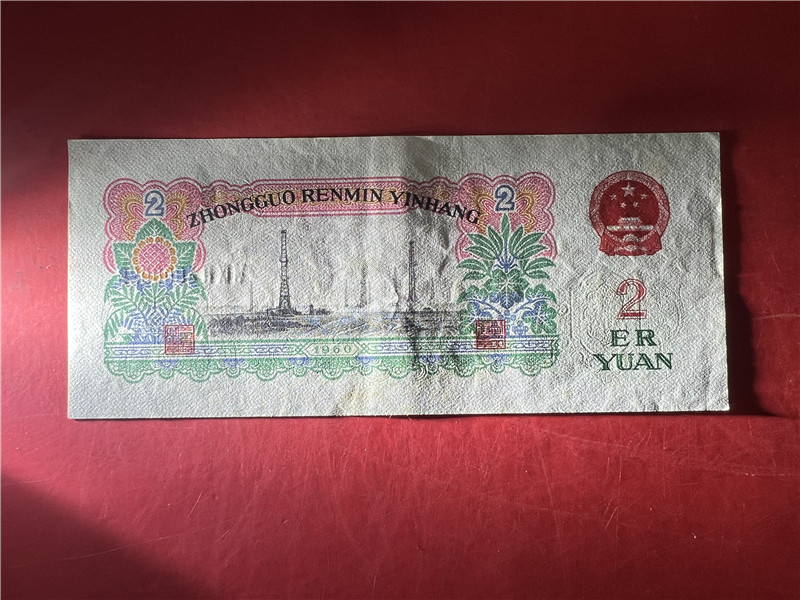 2 2
ZHONGGUO RENMIN YINHANG
2
ER
YUAN
1960